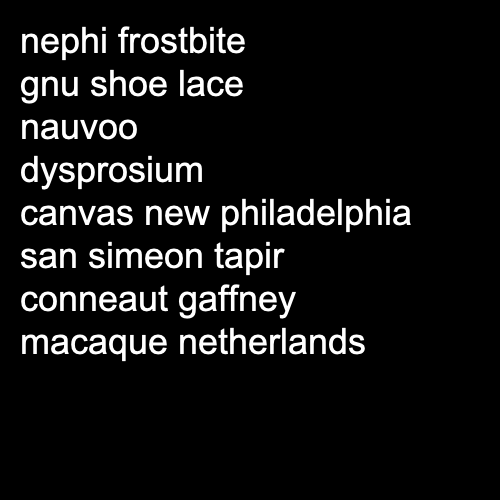 nephi frostbite
gnu shoe lace
nauvoo
dysprosium
canvas new philadelphia
san simeon tapir
conneaut gaffney
macaque netherlands